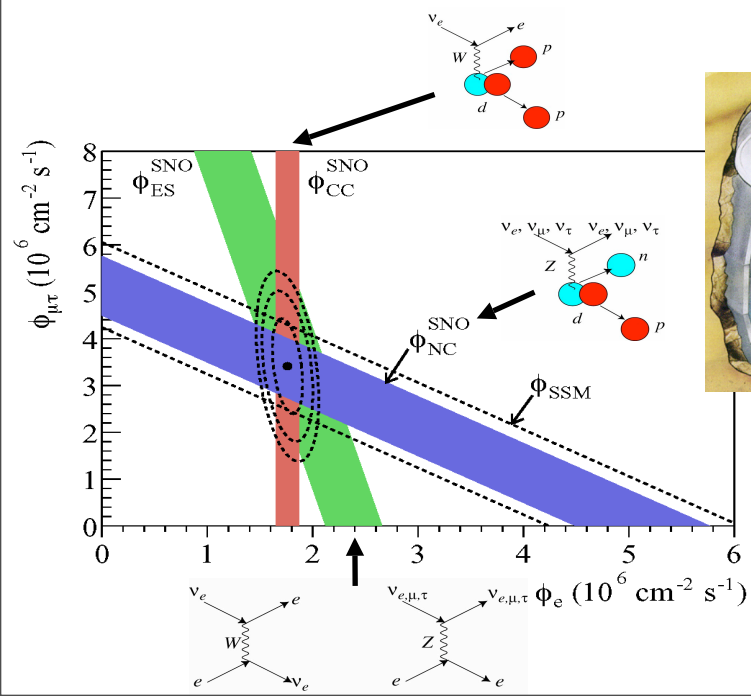 ν_e e
W p
d p
8
7
6
5
4
3
2
1
0
ϕ_μτ (10^6 cm^-2 s^-1)
ϕ_ES^SNO ϕ_CC^SNO
ν_e, ν_μ, ν_τ ν_e, ν_μ, ν_τ
Z n
d p
ϕ_NC^SNO
ϕ_SSM
0 1 2 3 4 5 6
ϕ_e (10^6 cm^-2 s^-1)
ν_e e
W
e ν_e
ν_e,μ,τ ν_e,μ,τ
Z
e e